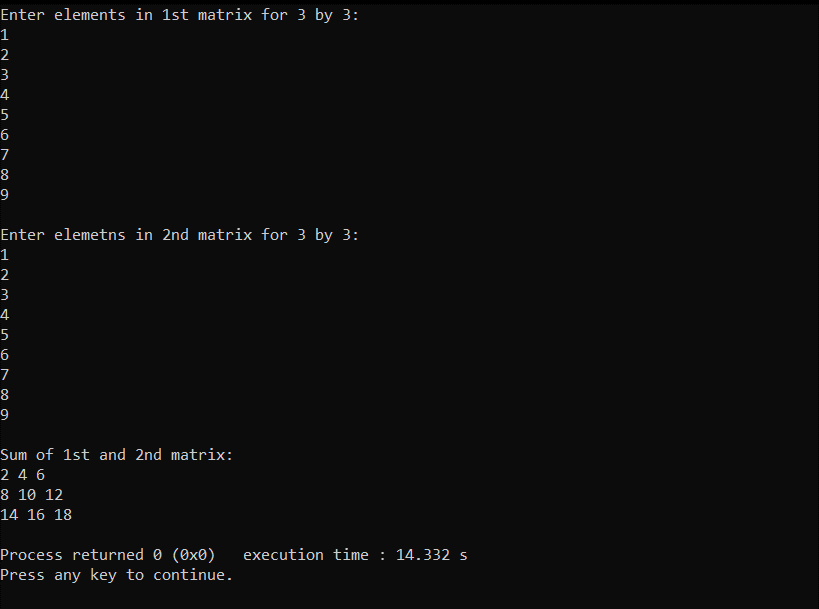 Enter elements in 1st matrix for 3 by 3:
1
2
3
4
5
6
7
8
9
Enter elemetns in 2nd matrix for 3 by 3:
1
2
3
4
5
6
7
8
9
Sum of 1st and 2nd matrix:
2 4 6
8 10 12
14 16 18
Process returned 0 (0x0)   execution time : 14.332 s
Press any key to continue.